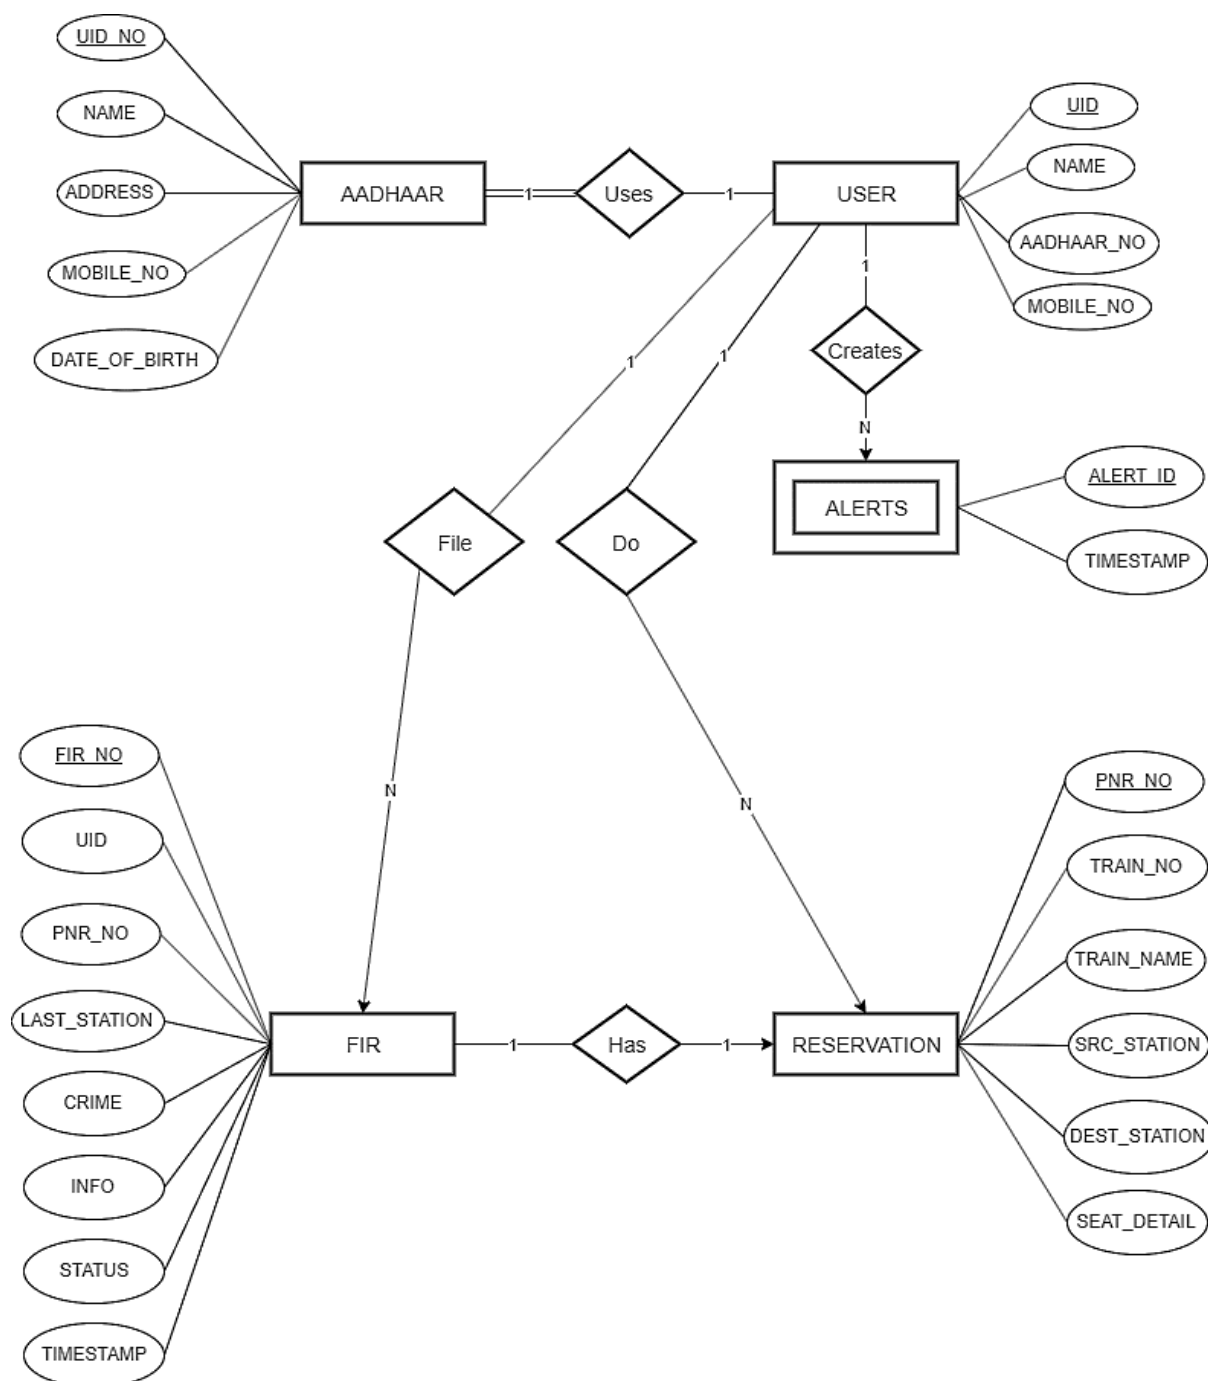 UID_NO
NAME
ADDRESS
MOBILE_NO
DATE_OF_BIRTH
AADHAAR
1
Uses
1
USER
UID
NAME
AADHAAR_NO
MOBILE_NO
1
1
1
Creates
N
ALERTS
ALERT_ID
TIMESTAMP
File
Do
N
N
FIR_NO
UID
PNR_NO
LAST_STATION
CRIME
INFO
STATUS
TIMESTAMP
FIR
1
Has
1
RESERVATION
PNR_NO
TRAIN_NO
TRAIN_NAME
SRC_STATION
DEST_STATION
SEAT_DETAIL